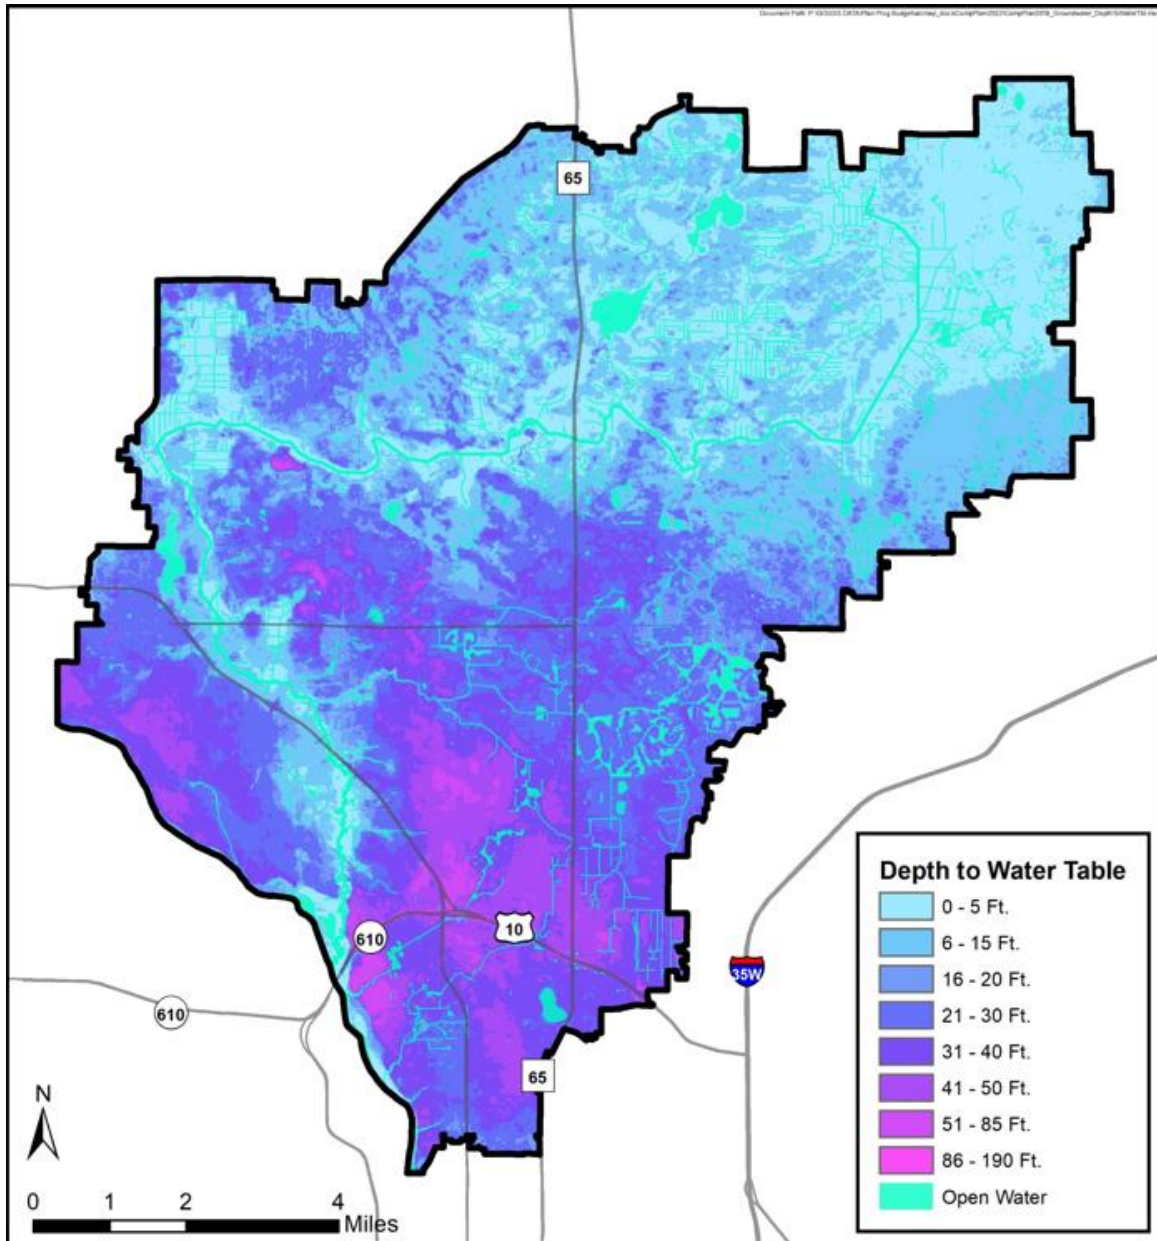 65
610
10
35W
610
65
N
0 1 2 4
Miles
Depth to Water Table
0 - 5 Ft.
6 - 15 Ft.
16 - 20 Ft.
21 - 30 Ft.
31 - 40 Ft.
41 - 50 Ft.
51 - 85 Ft.
86 - 190 Ft.
Open Water